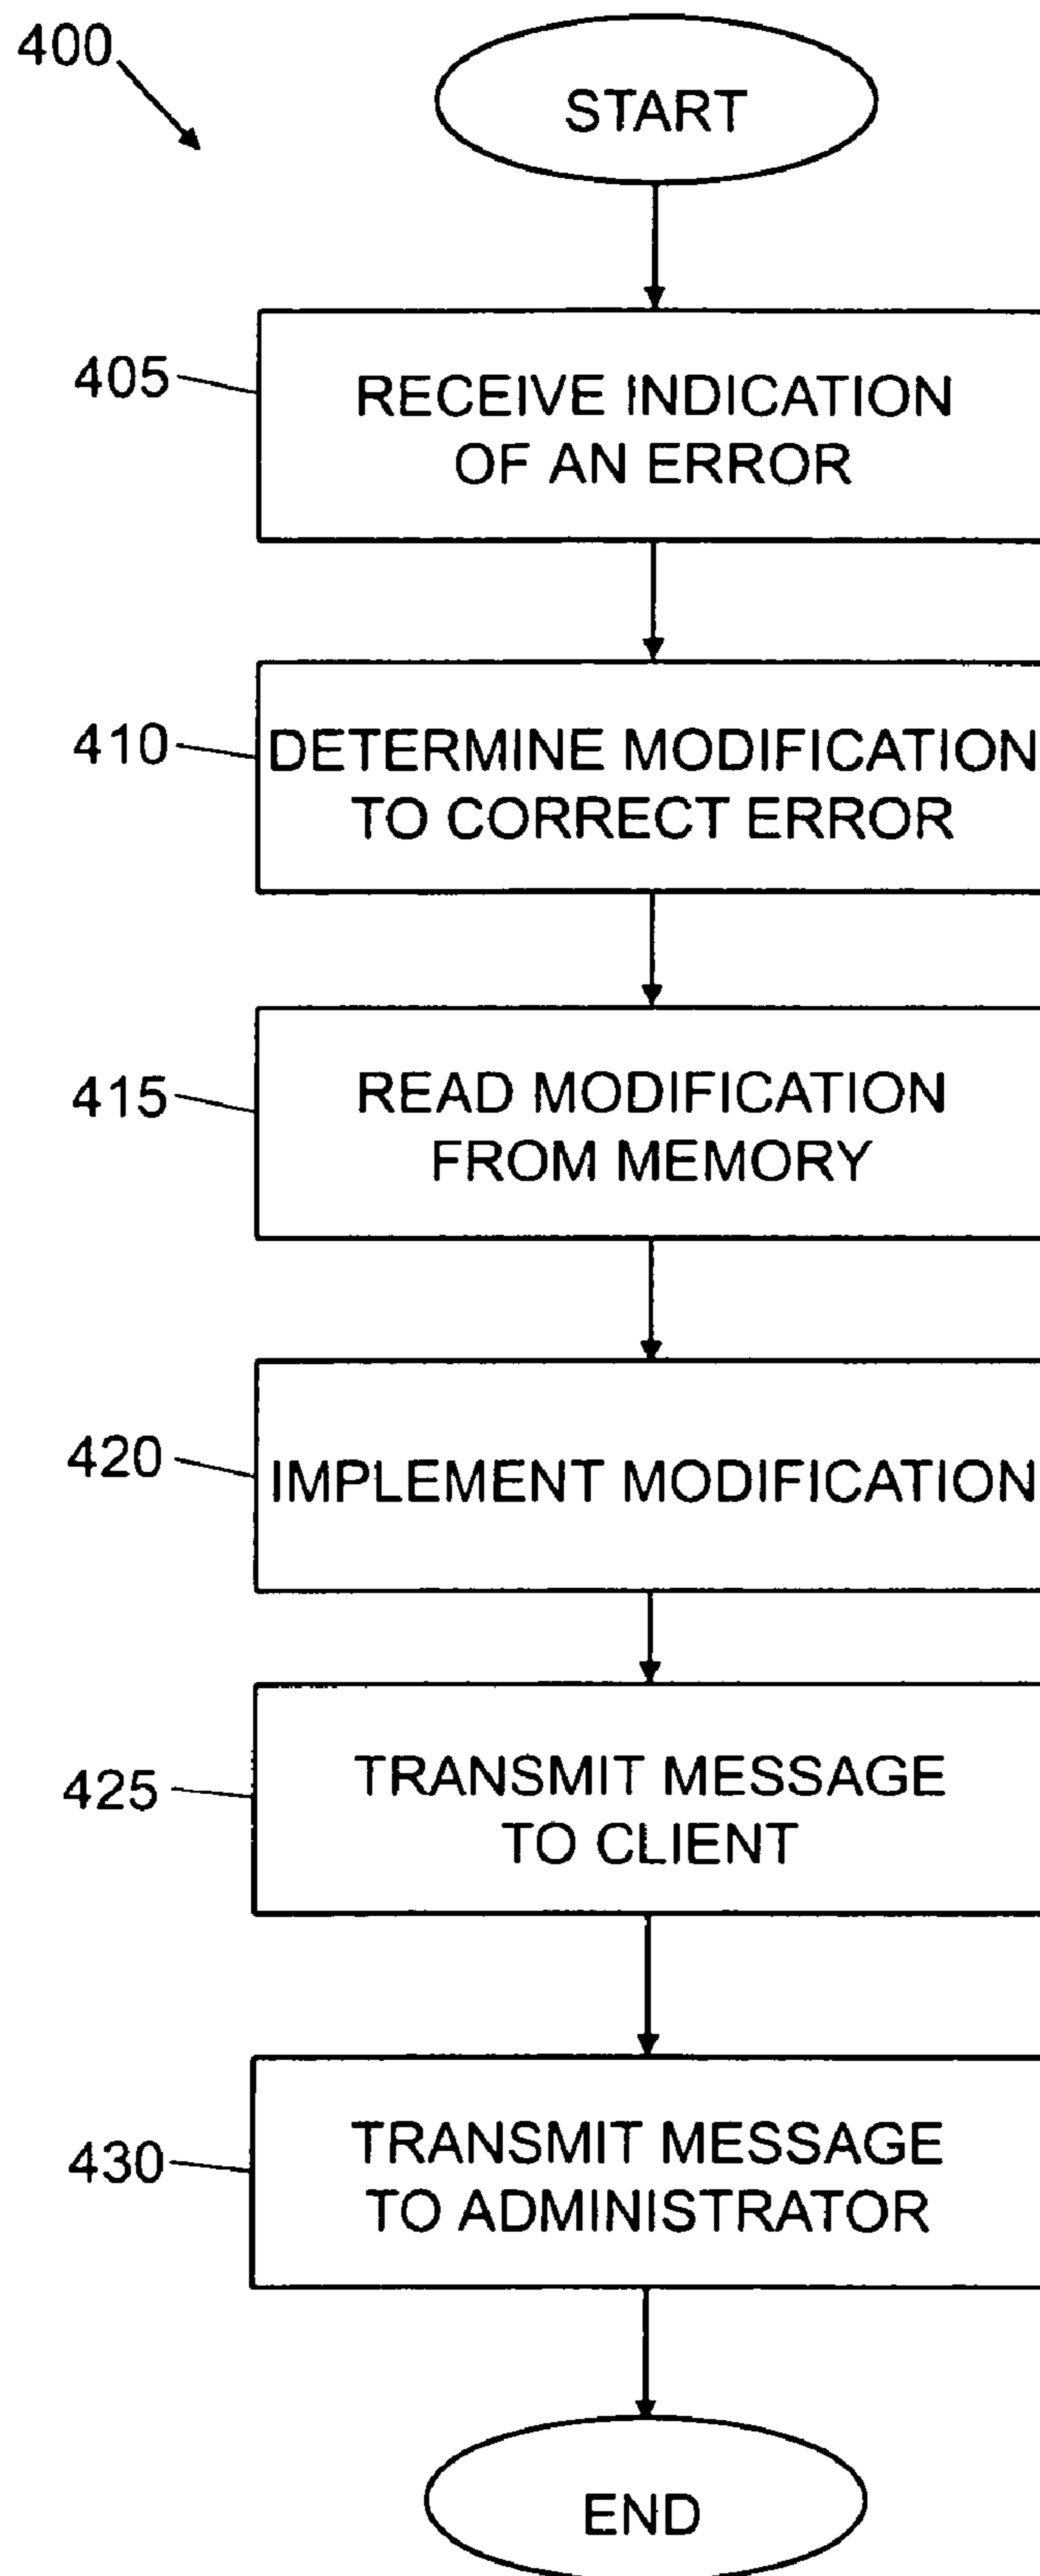 400
START
405
RECEIVE INDICATION
OF AN ERROR
410
DETERMINE MODIFICATION
TO CORRECT ERROR
415
READ MODIFICATION
FROM MEMORY
420
IMPLEMENT MODIFICATION
425
TRANSMIT MESSAGE
TO CLIENT
430
TRANSMIT MESSAGE
TO ADMINISTRATOR
END